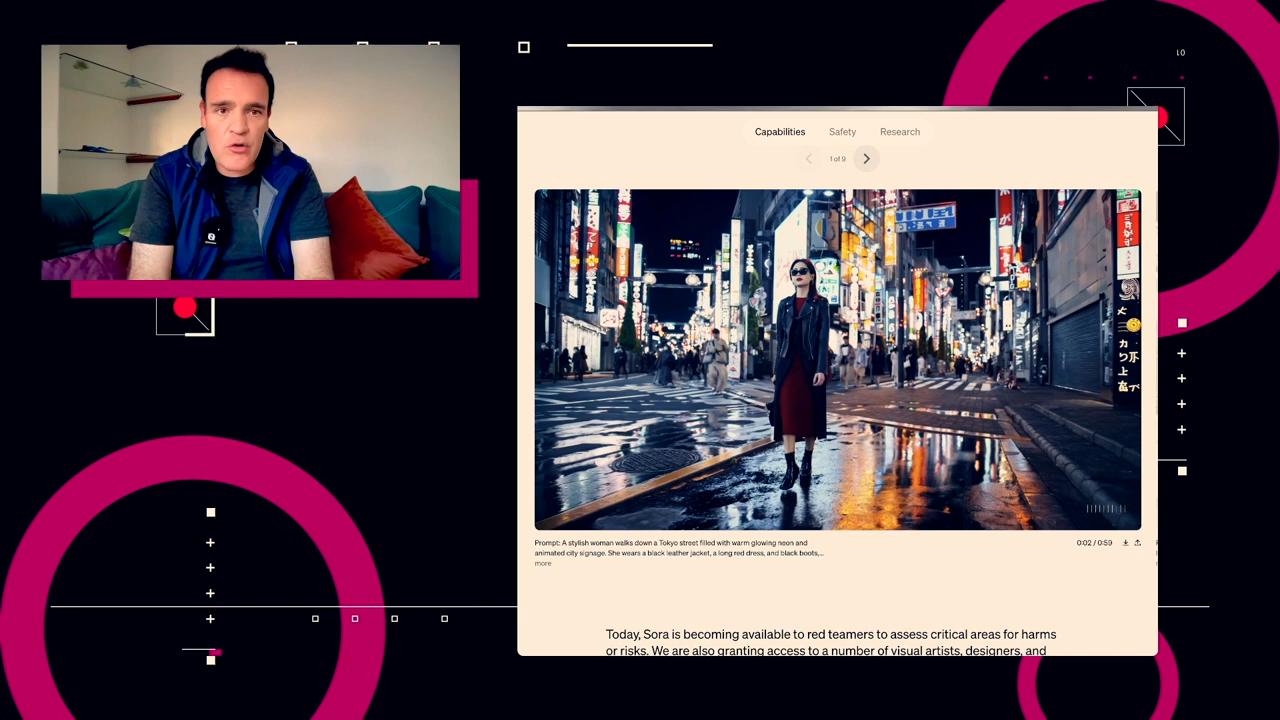 10
Capabilities
Safety
Research
1 of 9
Prompt: A stylish woman walks down a Tokyo street filled with warm glowing neon and
animated city signage. She wears a black leather jacket, a long red dress, and black boots,...
more
0:02 / 0:59
Today, Sora is becoming available to red teamers to assess critical areas for harms
or risks. We are also granting access to a number of visual artists, designers, and